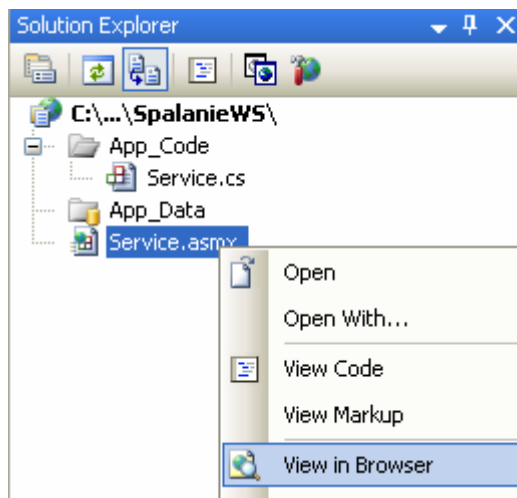 Solution Explorer
C:\...\SpalanieWS\
App_Code
Service.cs
App_Data
Service.asmx
Open
Open With...
View Code
View Markup
View in Browser